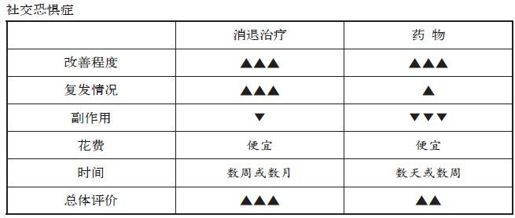 社交恐惧症
消退治疗 药 物
改善程度 ▲▲▲ ▲▲▲
复发情况 ▲▲▲ ▲
副作用 ▼ ▼▼▼
花费 便宜 便宜
时间 数周或数月 数天或数周
总体评价 ▲▲▲ ▲▲